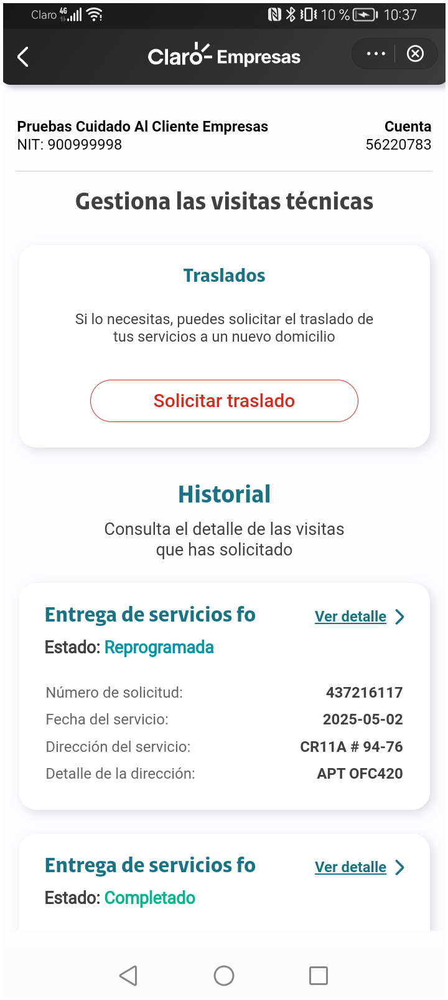 Claro 4G 10 % 10:37
Claro- Empresas
Pruebas Cuidado Al Cliente Empresas Cuenta
NIT: 900999998 56220783
Gestiona las visitas técnicas
Traslados
Si lo necesitas, puedes solicitar el traslado de
tus servicios a un nuevo domicilio
Solicitar traslado
Historial
Consulta el detalle de las visitas
que has solicitado
Entrega de servicios fo Ver detalle
Estado: Reprogramada
Número de solicitud: 437216117
Fecha del servicio: 2025-05-02
Dirección del servicio: CR11A # 94-76
Detalle de la dirección: APT OFC420
Entrega de servicios fo Ver detalle
Estado: Completado